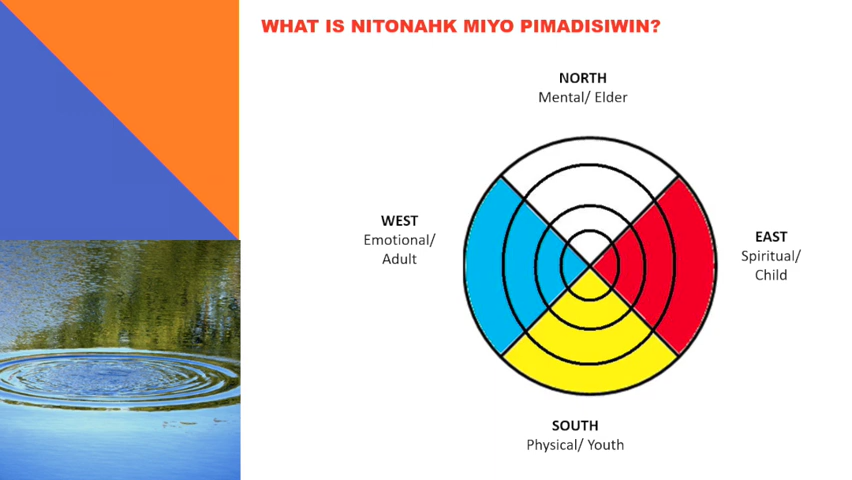 WHAT IS NITONAHK MIYO PIMADISIWIN?
NORTH
Mental/ Elder
WEST
Emotional/
Adult
EAST
Spiritual/
Child
SOUTH
Physical/ Youth